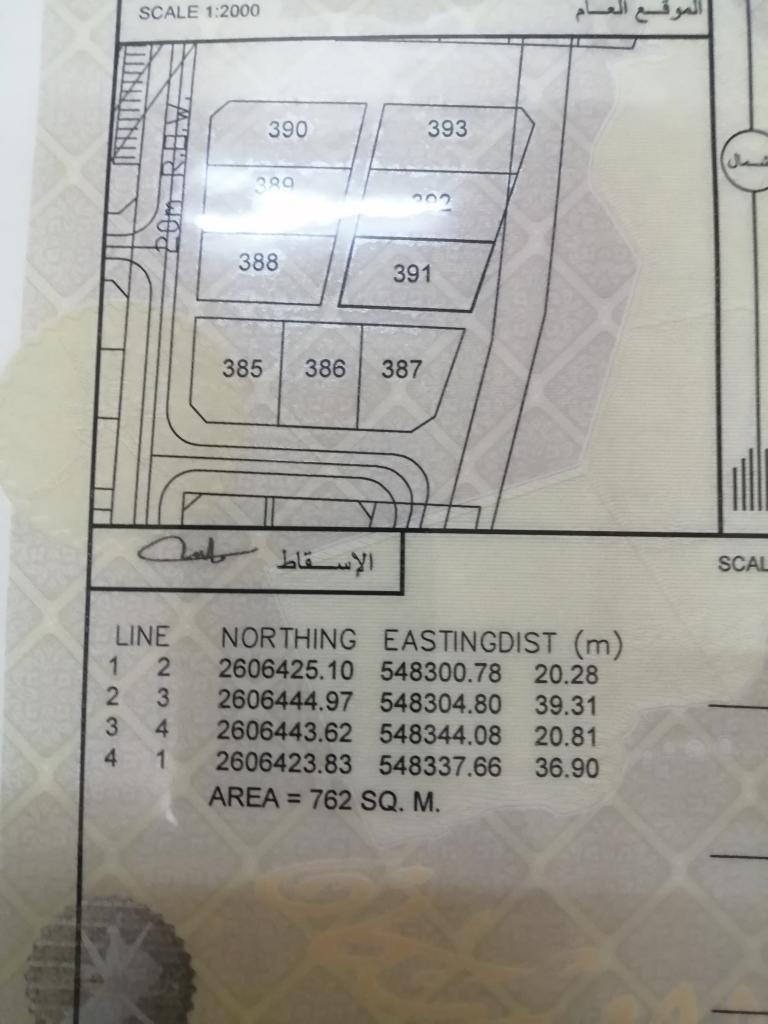 SCALE 1:2000 الموقع العام
390 393
20m R.O.W.
389 392
شمال
388 391
385 386 387
الإسقاط
SCAL
LINE NORTHING EASTINGDIST (m)
1 2 2606425.10 548300.78 20.28
2 3 2606444.97 548304.80 39.31
3 4 2606443.62 548344.08 20.81
4 1 2606423.83 548337.66 36.90
AREA = 762 SQ. M.